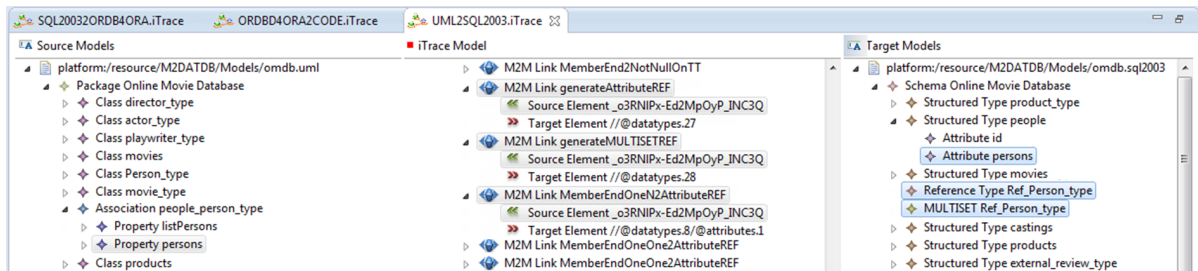 SQL20032ORDB4ORA.iTrace ORDBD4ORA2CODE.iTrace UML2SQL2003.iTrace
Source Models
platform:/resource/M2DATDB/Models/omdb.uml
Package Online Movie Database
Class director_type
Class actor_type
Class playwriter_type
Class movies
Class Person_type
Class movie_type
Association people_person_type
Property listPersons
Property persons
Class products
iTrace Model
M2M Link MemberEnd2NotNullOnTT
M2M Link generateAttributeREF
Source Element _o3RNIPx-Ed2MpOyP_INC3Q
Target Element //@datatypes.27
M2M Link generateMULTISETREF
Source Element _o3RNIPx-Ed2MpOyP_INC3Q
Target Element //@datatypes.28
M2M Link MemberEndOneN2AttributeREF
Source Element _o3RNIPx-Ed2MpOyP_INC3Q
Target Element //@datatypes.8/@attributes.1
M2M Link MemberEndOneOne2AttributeREF
M2M Link MemberEndOneOne2AttributeREF
Target Models
platform:/resource/M2DATDB/Models/omdb.sql2003
Schema Online Movie Database
Structured Type product_type
Structured Type people
Attribute id
Attribute persons
Structured Type movies
Reference Type Ref_Person_type
MULTISET Ref_Person_type
Structured Type castings
Structured Type products
Structured Type external_review_type